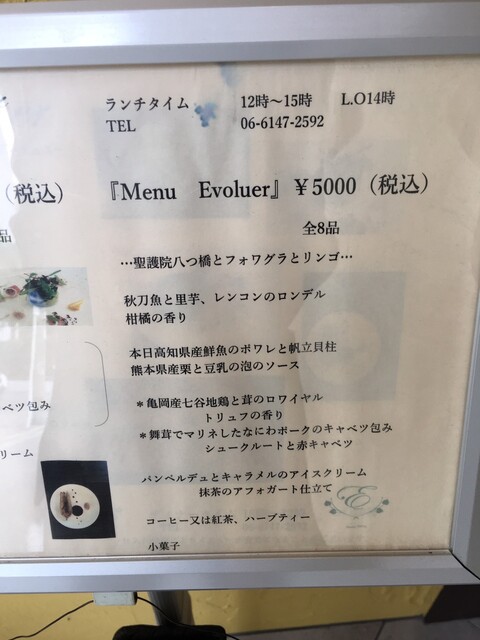 ランチタイム 12時〜15時 L.O14時
TEL 06-6147-2592
(税込) 『Menu Evoluer』￥5000 (税込)
品 全8品
…聖護院八つ橋とフォワグラとリンゴ…
秋刀魚と里芋、レンコンのロンデル
柑橘の香り
本日高知県産鮮魚のポワレと帆立貝柱
熊本県産栗と豆乳の泡のソース
ベツ包み
＊亀岡産七谷地鶏と茸のロワイヤル
トリュフの香り
＊舞茸でマリネしたなにわポークのキャベツ包み
シュークルートと赤キャベツ
リーム
パンペルデュとキャラメルのアイスクリーム
抹茶のアフォガート仕立て
E
コーヒー又は紅茶、ハーブティー
小菓子